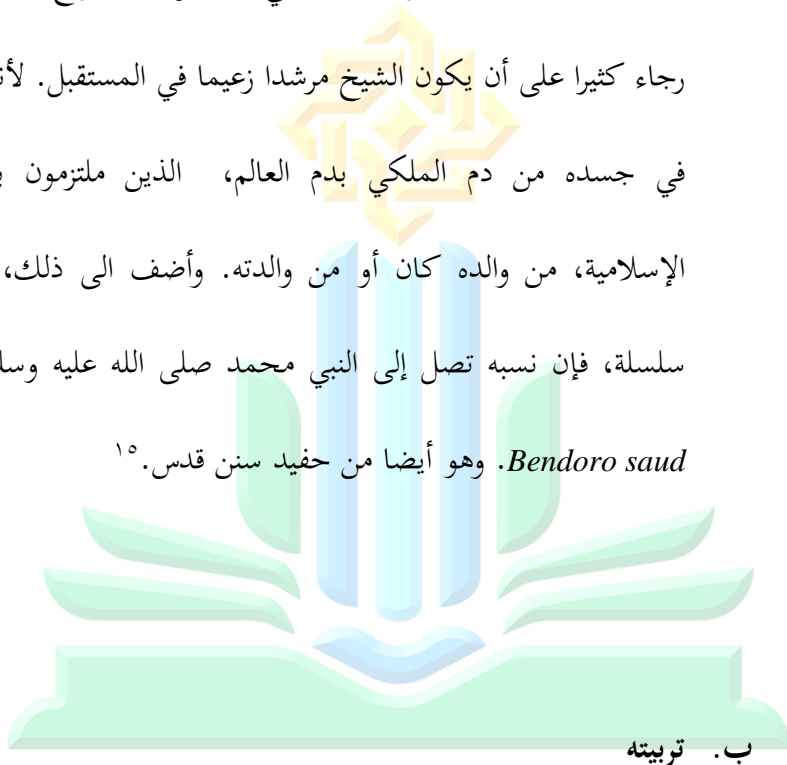 رجاء كثيرا على أن يكون الشيخ مرشدا زعيما في المستقبل.
في جسده من دم الملكي بدم العالم، الذين ملتزمون
الإسلامية، من والده كان أو من والدته. وأضف الى ذلك،
سلسلة، فإن نسبه تصل إلى النبي محمد صلى الله عليه
Bendoro saud. وهو أيضا من حفيد سنن قدس.١٥
ب. تربيته